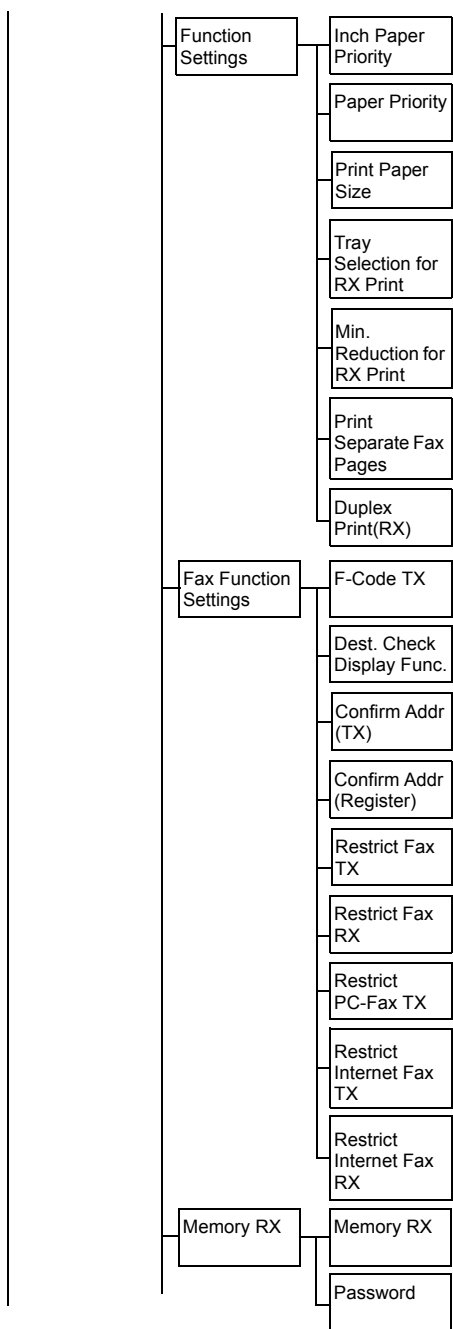 Function
Settings
Inch Paper
Priority
Paper Priority
Print Paper
Size
Tray
Selection for
RX Print
Min.
Reduction for
RX Print
Print
Separate Fax
Pages
Duplex
Print(RX)
Fax Function
Settings
F-Code TX
Dest. Check
Display Func.
Confirm Addr
(TX)
Confirm Addr
(Register)
Restrict Fax
TX
Restrict Fax
RX
Restrict
PC-Fax TX
Restrict
Internet Fax
TX
Restrict
Internet Fax
RX
Memory RX
Memory RX
Password